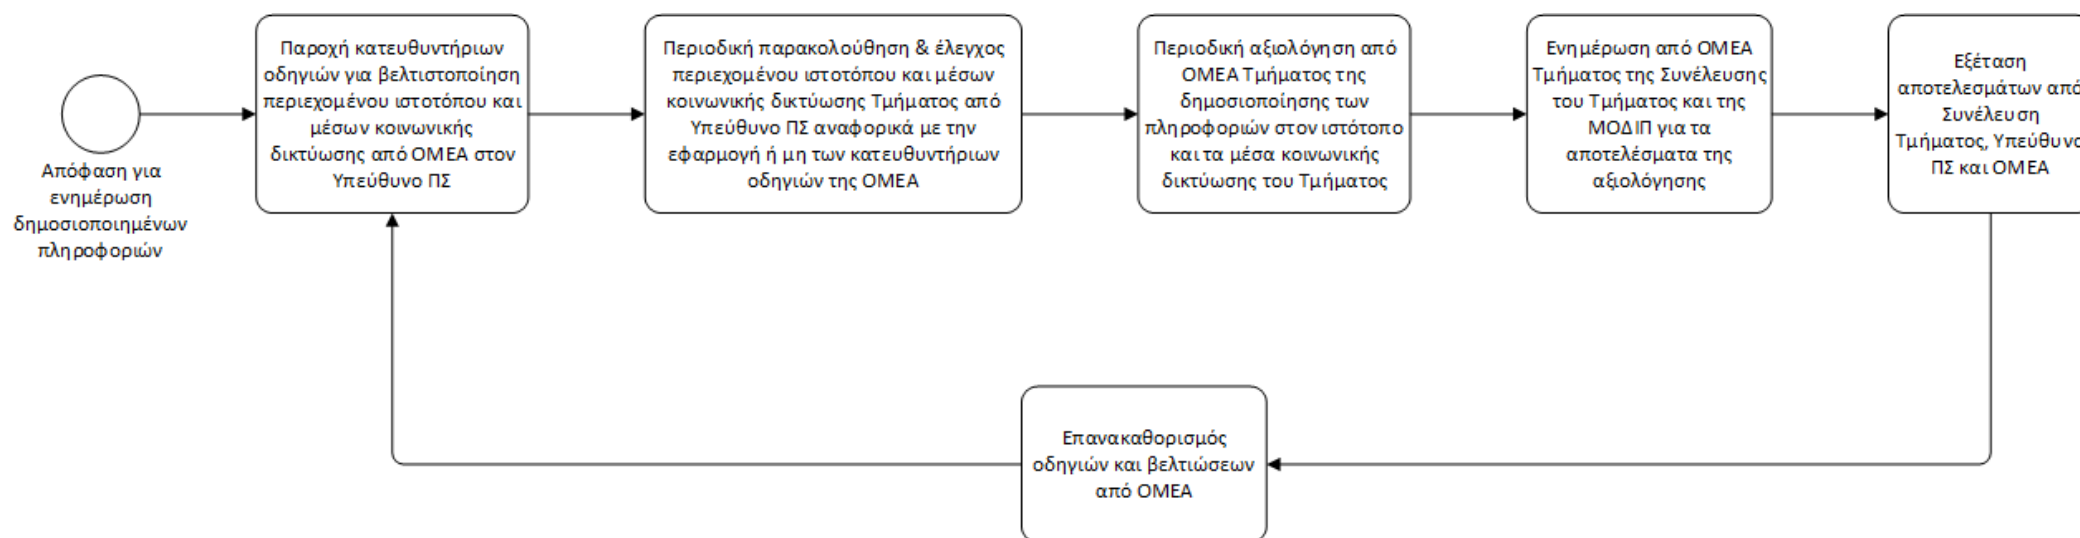 Απόφαση για
ενημέρωση
δημοσιοποιημένων
πληροφοριών
Παροχή κατευθυντήριων
οδηγιών για βελτιστοποίηση
περιεχομένου ιστοτόπου και
μέσων κοινωνικής
δικτύωσης από ΟΜΕΑ στον
Υπεύθυνο ΠΣ
Περιοδική παρακολούθηση & έλεγχος
περιεχομένου ιστοτόπου και μέσων
κοινωνικής δικτύωσης Τμήματος από
Υπεύθυνο ΠΣ αναφορικά με την
εφαρμογή ή μη των κατευθυντήριων
οδηγιών της ΟΜΕΑ
Περιοδική αξιολόγηση από
ΟΜΕΑ Τμήματος της
δημοσιοποίησης των
πληροφοριών στον ιστότοπο
και τα μέσα κοινωνικής
δικτύωσης του Τμήματος
Ενημέρωση από ΟΜΕΑ
Τμήματος της Συνέλευσης
του Τμήματος και της
ΜΟΔΙΠ για τα
αποτελέσματα της
αξιολόγησης
Εξέταση
αποτελεσμάτων από
Συνέλευση
Τμήματος, Υπεύθυνο
ΠΣ και ΟΜΕΑ
Επανακαθορισμός
οδηγιών και βελτιώσεων
από ΟΜΕΑ